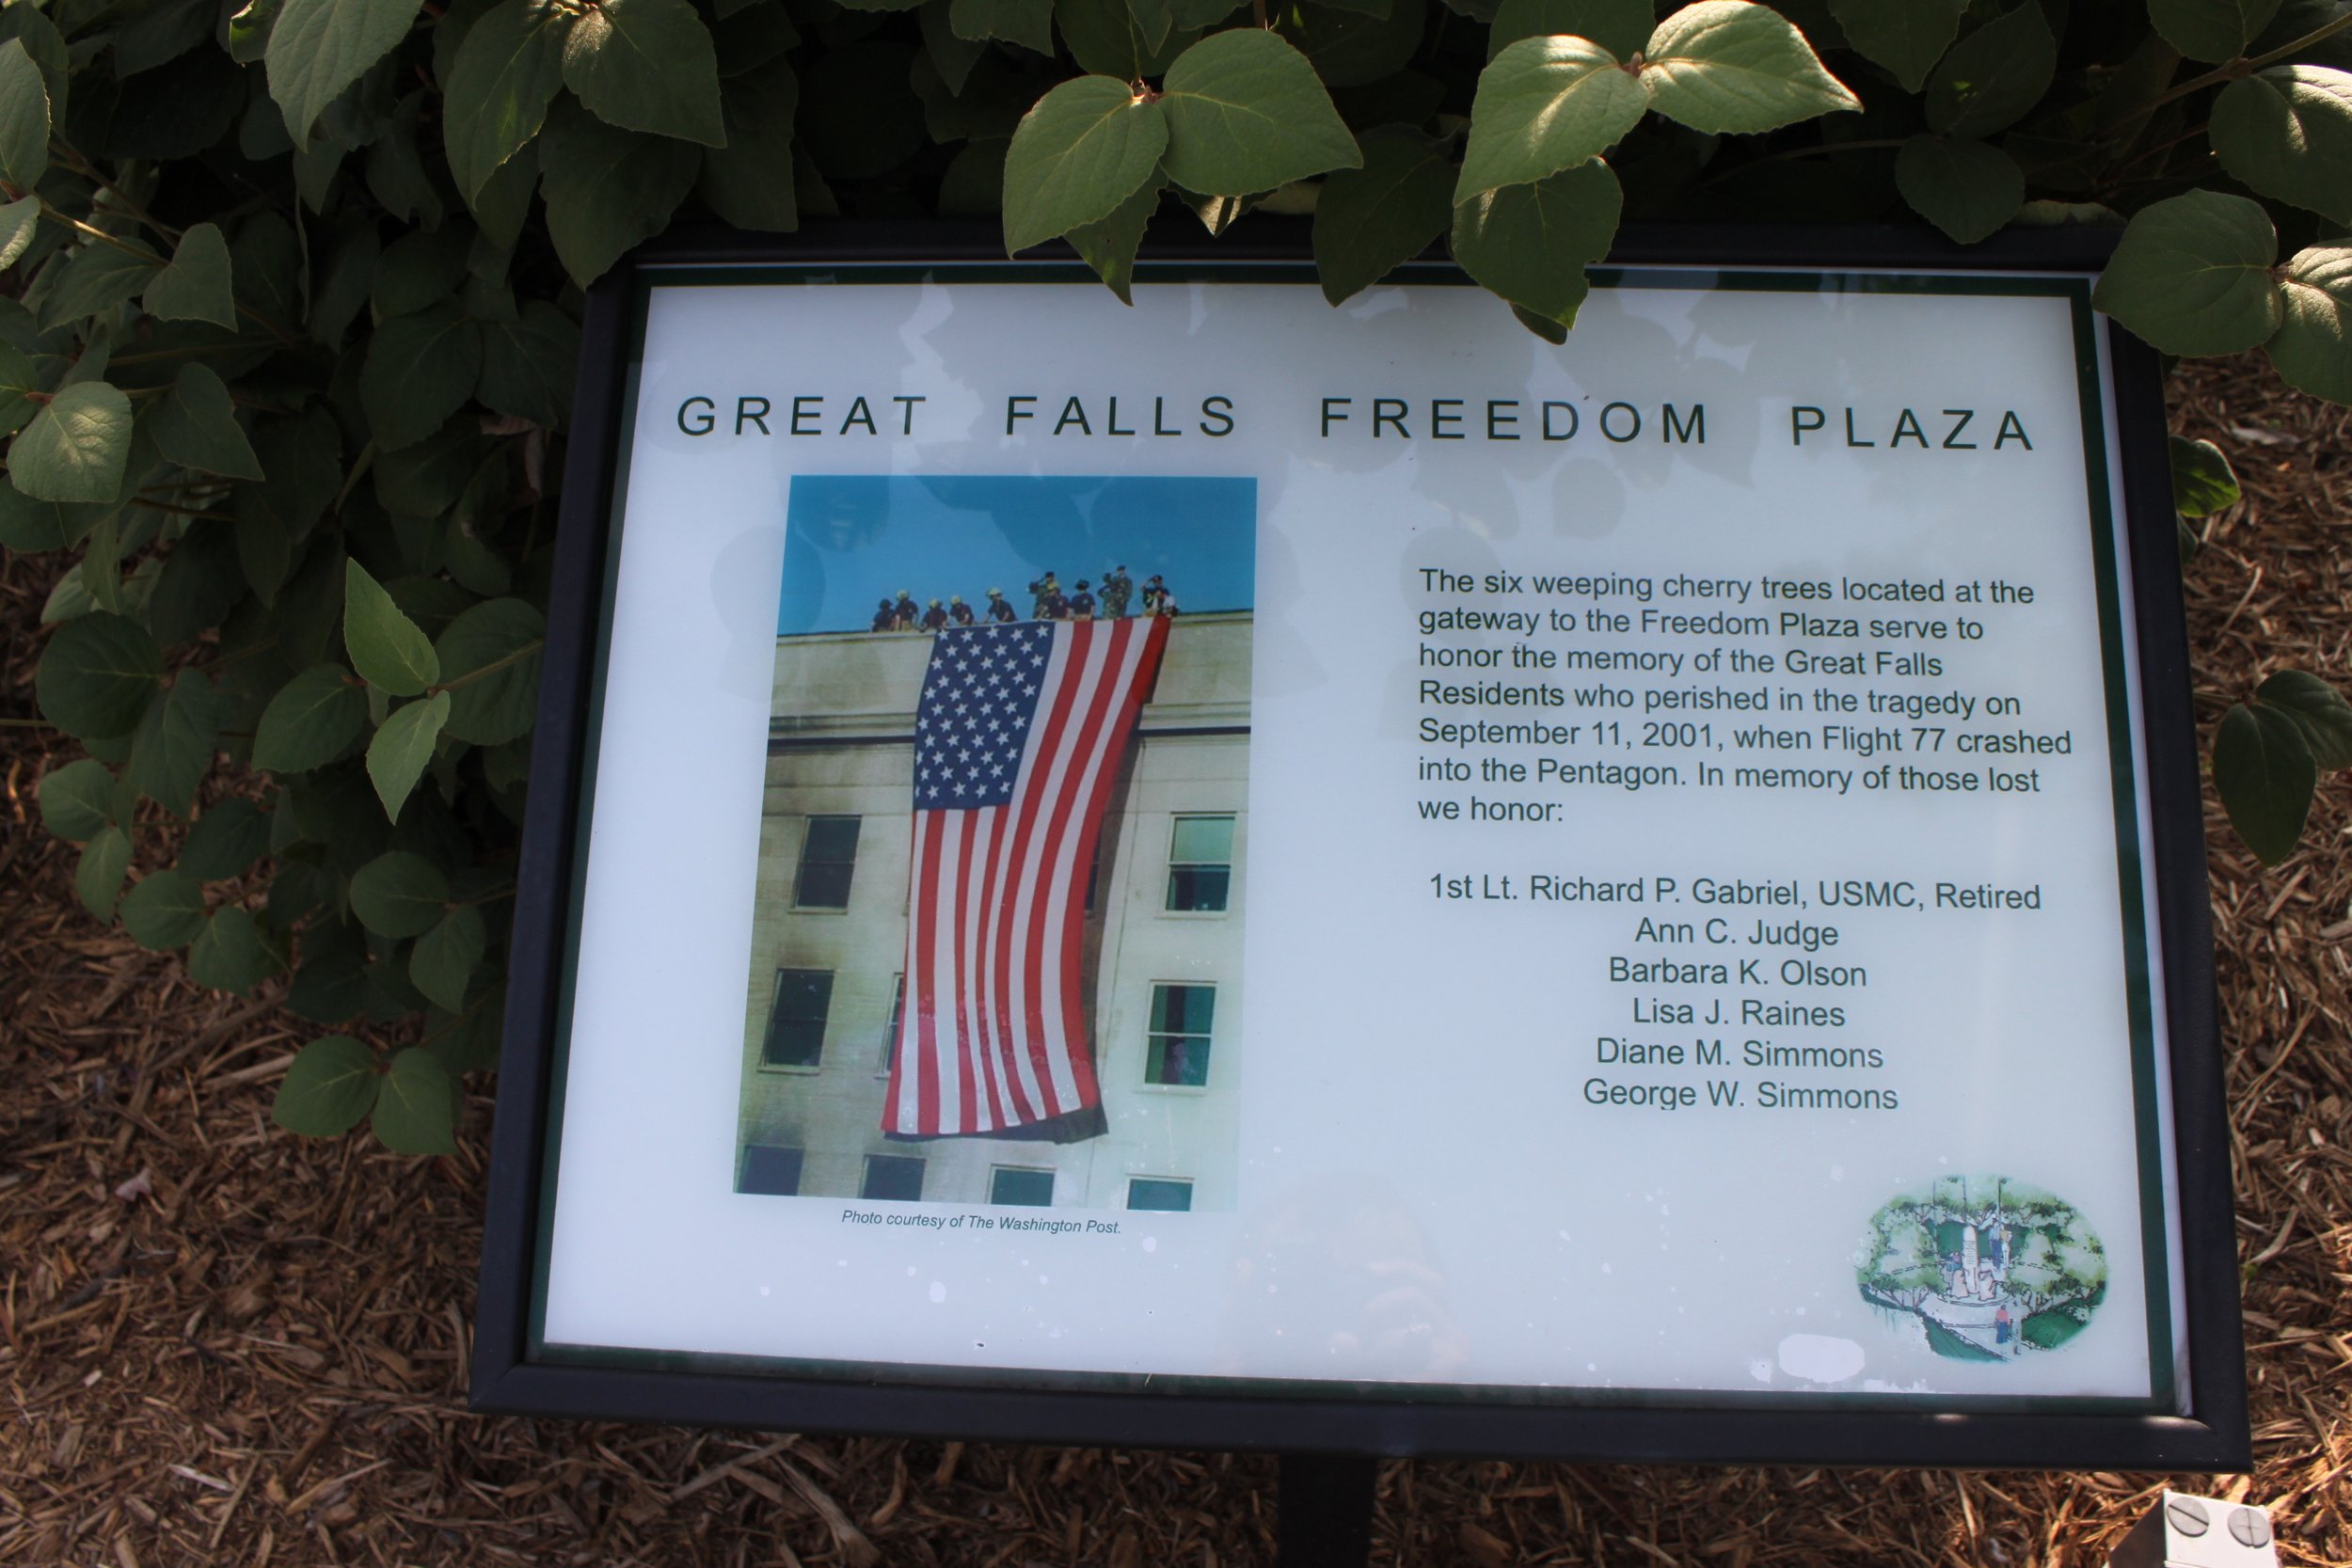 GREAT FALLS FREEDOM PLAZA
The six weeping cherry trees located at the
gateway to the Freedom Plaza serve to
honor the memory of the Great Falls
Residents who perished in the tragedy on
September 11, 2001, when Flight 77 crashed
into the Pentagon. In memory of those lost
we honor:
1st Lt. Richard P. Gabriel, USMC, Retired
Ann C. Judge
Barbara K. Olson
Lisa J. Raines
Diane M. Simmons
George W. Simmons
Photo courtesy of The Washington Post.